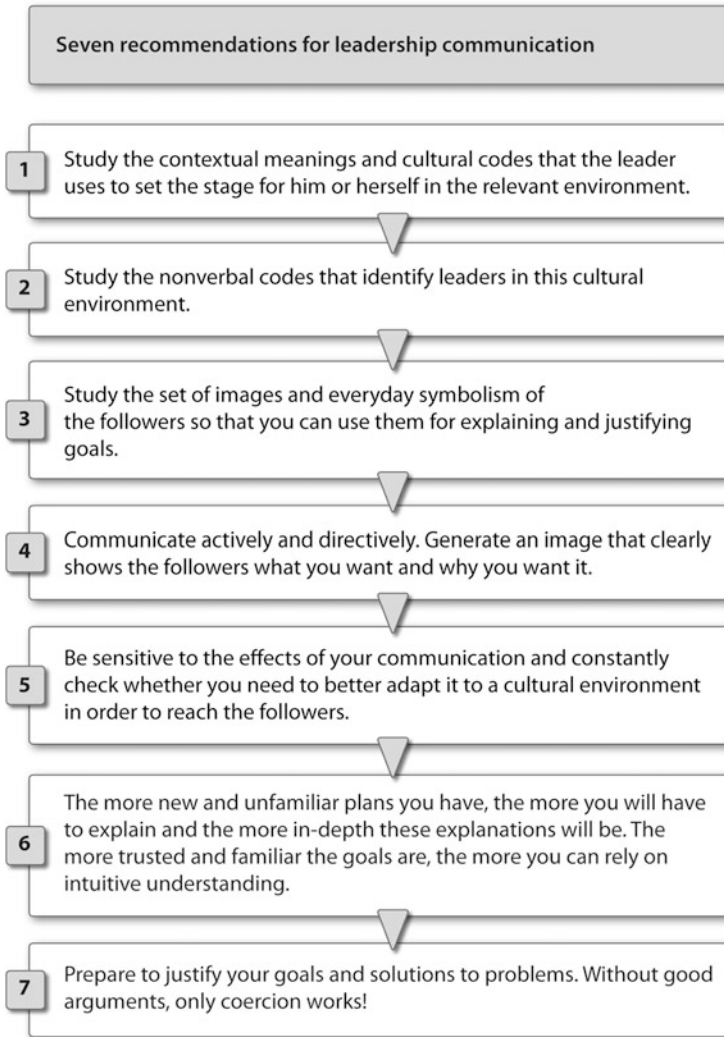 Seven recommendations for leadership communication
1
Study the contextual meanings and cultural codes that the leader
uses to set the stage for him or herself in the relevant environment.
2
Study the nonverbal codes that identify leaders in this cultural
environment.
3
Study the set of images and everyday symbolism of
the followers so that you can use them for explaining and justifying
goals.
4
Communicate actively and directively. Generate an image that clearly
shows the followers what you want and why you want it.
5
Be sensitive to the effects of your communication and constantly
check whether you need to better adapt it to a cultural environment
in order to reach the followers.
6
The more new and unfamiliar plans you have, the more you will have
to explain and the more in-depth these explanations will be. The
more trusted and familiar the goals are, the more you can rely on
intuitive understanding.
7
Prepare to justify your goals and solutions to problems. Without good
arguments, only coercion works!